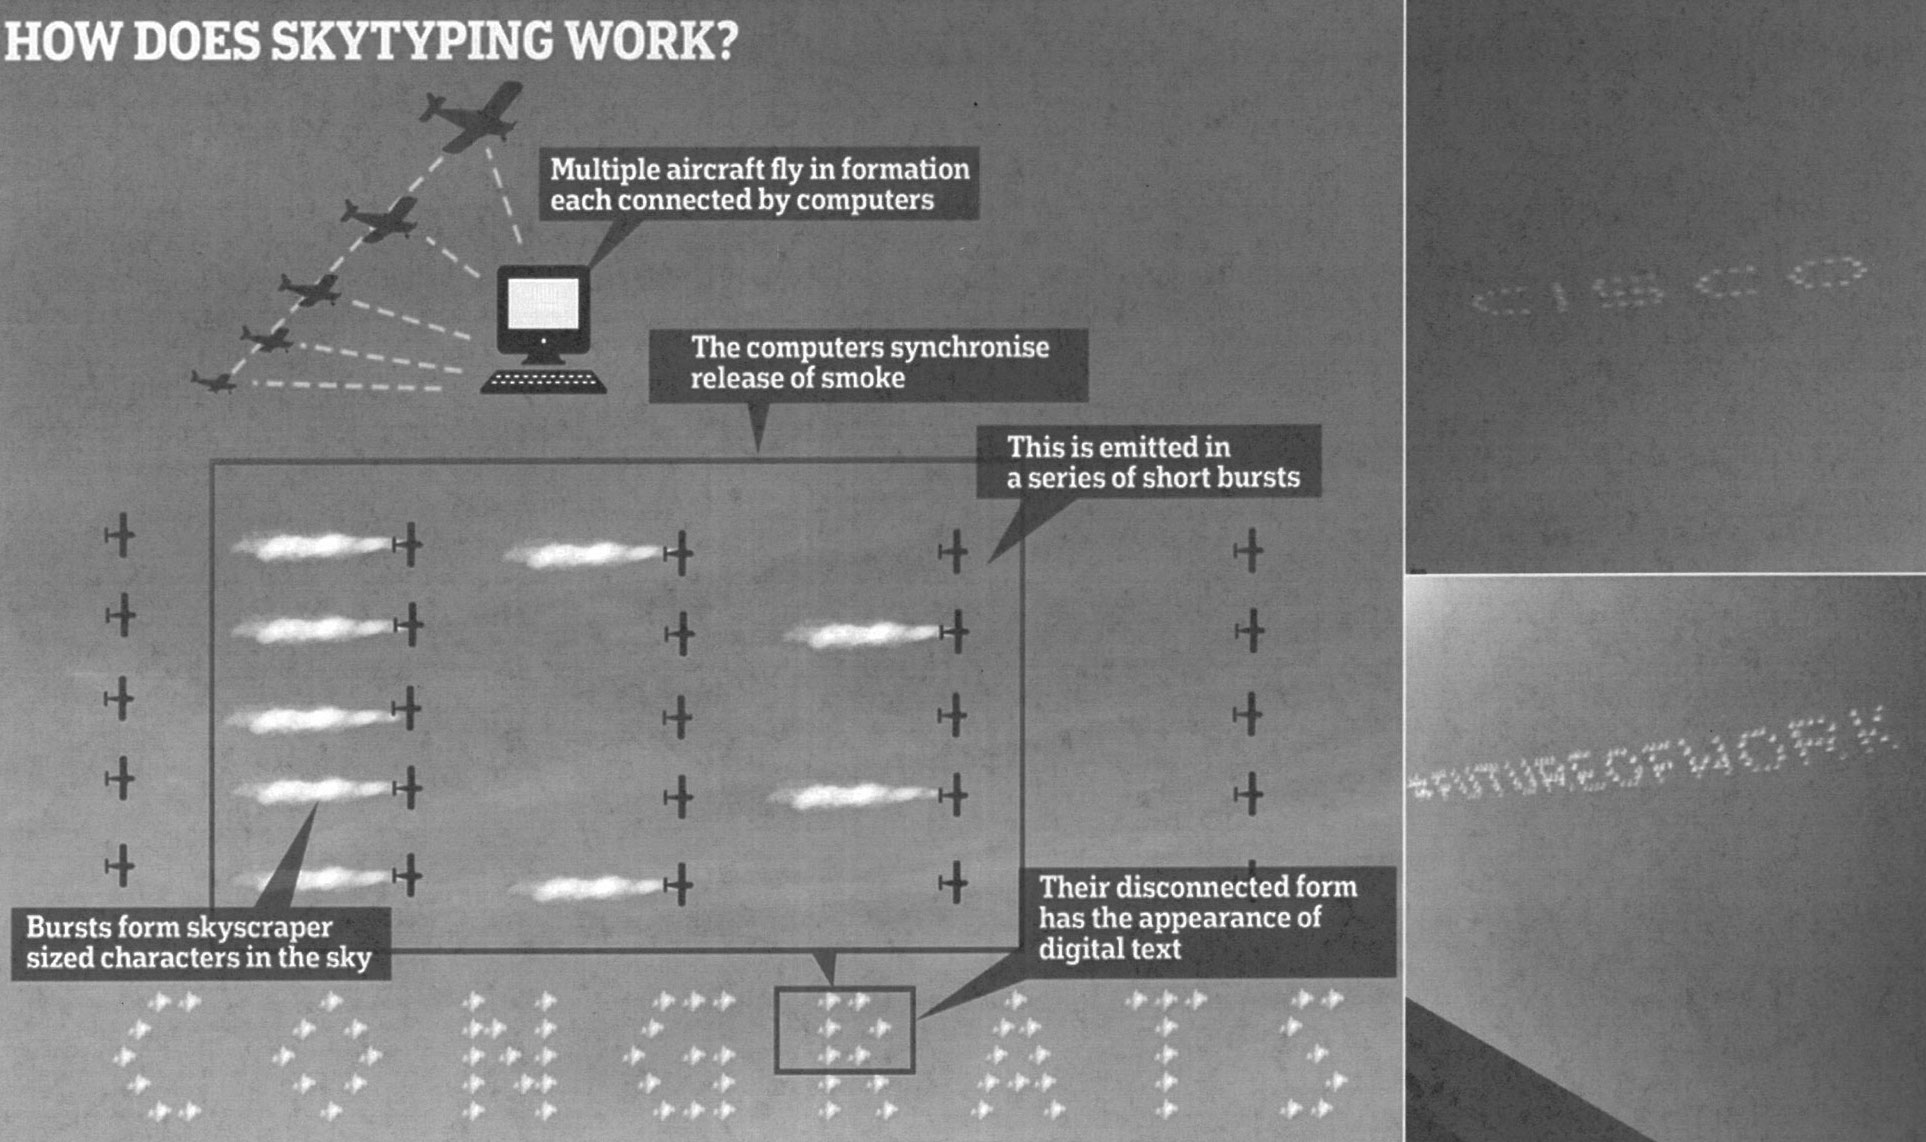 HOW DOES SKYTYPING WORK?
Multiple aircraft fly in formation
each connected by computers
The computers synchronise
release of smoke
This is emitted in
a series of short bursts
Bursts form skyscraper
sized characters in the sky
Their disconnected form
has the appearance of
digital text
CONGRATS
CISCO
#FUTUREOFWORK